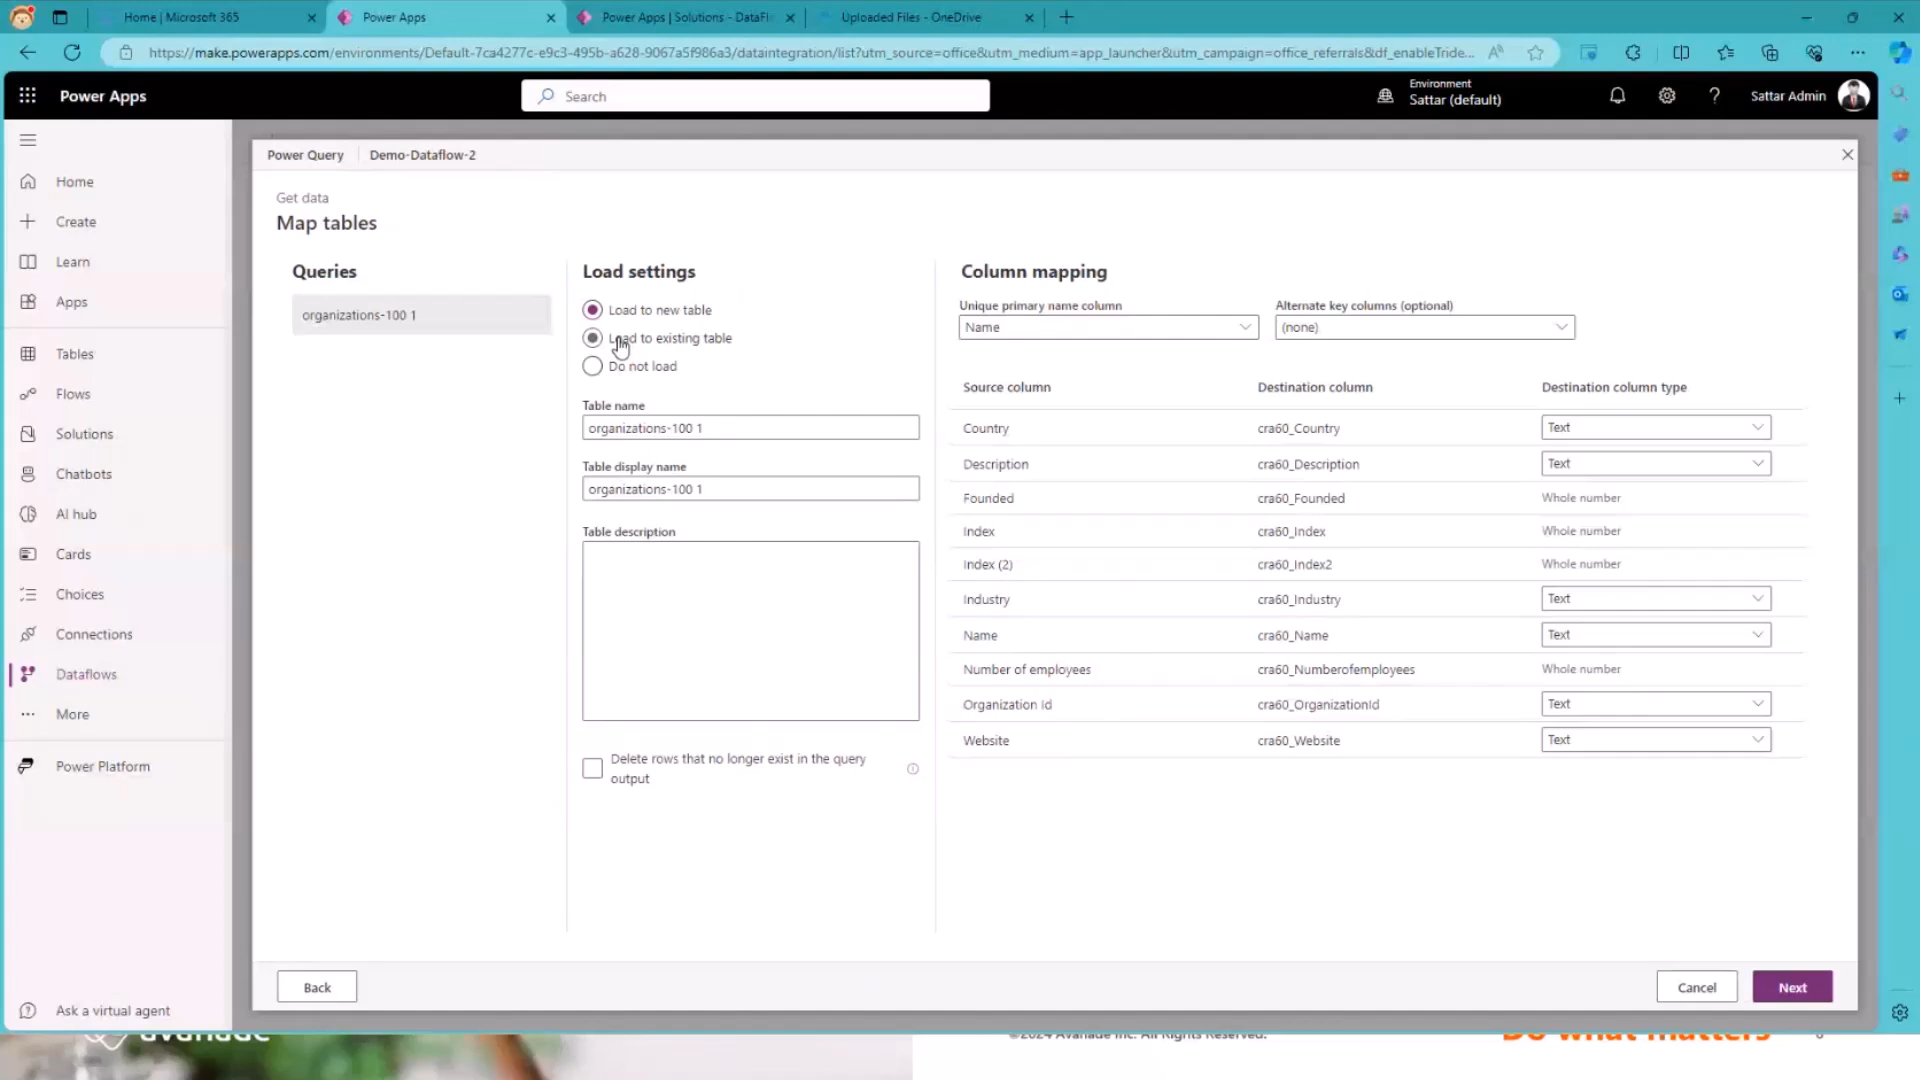 Home | Microsoft 365
Power Apps
Power Apps | Solutions - DataFl
Uploaded Files - OneDrive
https://make.powerapps.com/environments/Default-7ca4277c-e9c3-495b-a628-9067a5f986a3/dataintegration/list?utm_source=office&utm_medium=app_launcher&utm_campaign=office_referrals&df_enableTride...
Power Apps
Search
Environment
Sattar (default)
Sattar Admin
Home
Create
Learn
Apps
Tables
Flows
Solutions
Chatbots
AI hub
Cards
Choices
Connections
Dataflows
More
Power Platform
Ask a virtual agent
Power Query
Demo-Dataflow-2
Get data
Map tables
Queries
organizations-100 1
Load settings
Load to new table
Load to existing table
Do not load
Table name
organizations-100 1
Table display name
organizations-100 1
Table description
Delete rows that no longer exist in the query
output
Column mapping
Unique primary name column
Alternate key columns (optional)
Name
(none)
Source column Destination column Destination column type
Country cra60_Country Text
Description cra60_Description Text
Founded cra60_Founded Whole number
Index cra60_Index Whole number
Index (2) cra60_Index2 Whole number
Industry cra60_Industry Text
Name cra60_Name Text
Number of employees cra60_Numberofemployees Whole number
Organization Id cra60_OrganizationId Text
Website cra60_Website Text
Back
Cancel
Next
avanade
©2024 Avanade Inc. All Rights Reserved.
Do what matters